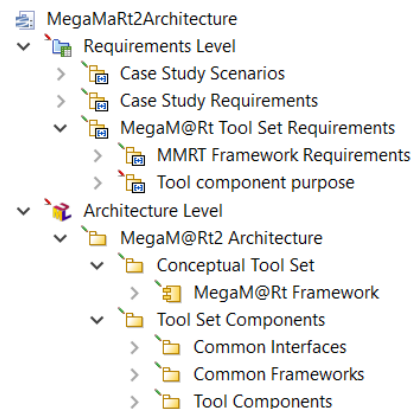 MegaMaRt2Architecture
Requirements Level
Case Study Scenarios
Case Study Requirements
MegaM@Rt Tool Set Requirements
MMRT Framework Requirements
Tool component purpose
Architecture Level
MegaM@Rt2 Architecture
Conceptual Tool Set
MegaM@Rt Framework
Tool Set Components
Common Interfaces
Common Frameworks
Tool Components